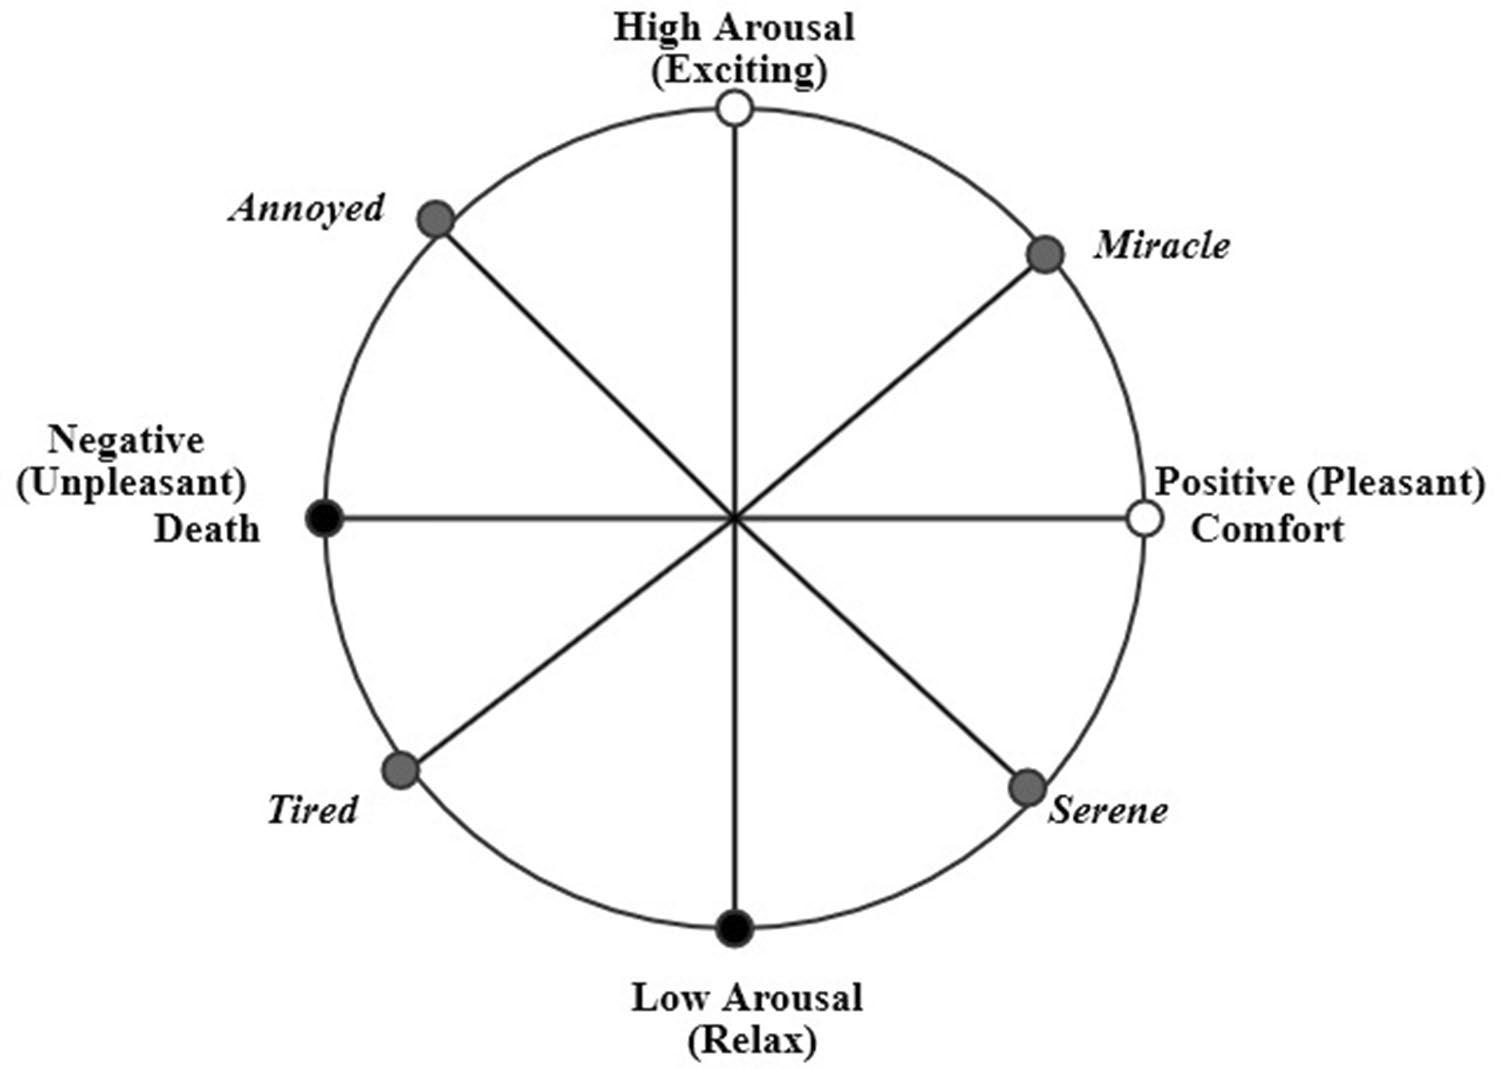 High Arousal
(Exciting)
Annoyed
Miracle
Negative
(Unpleasant)
Death
Positive (Pleasant)
Comfort
Tired
Serene
Low Arousal
(Relax)